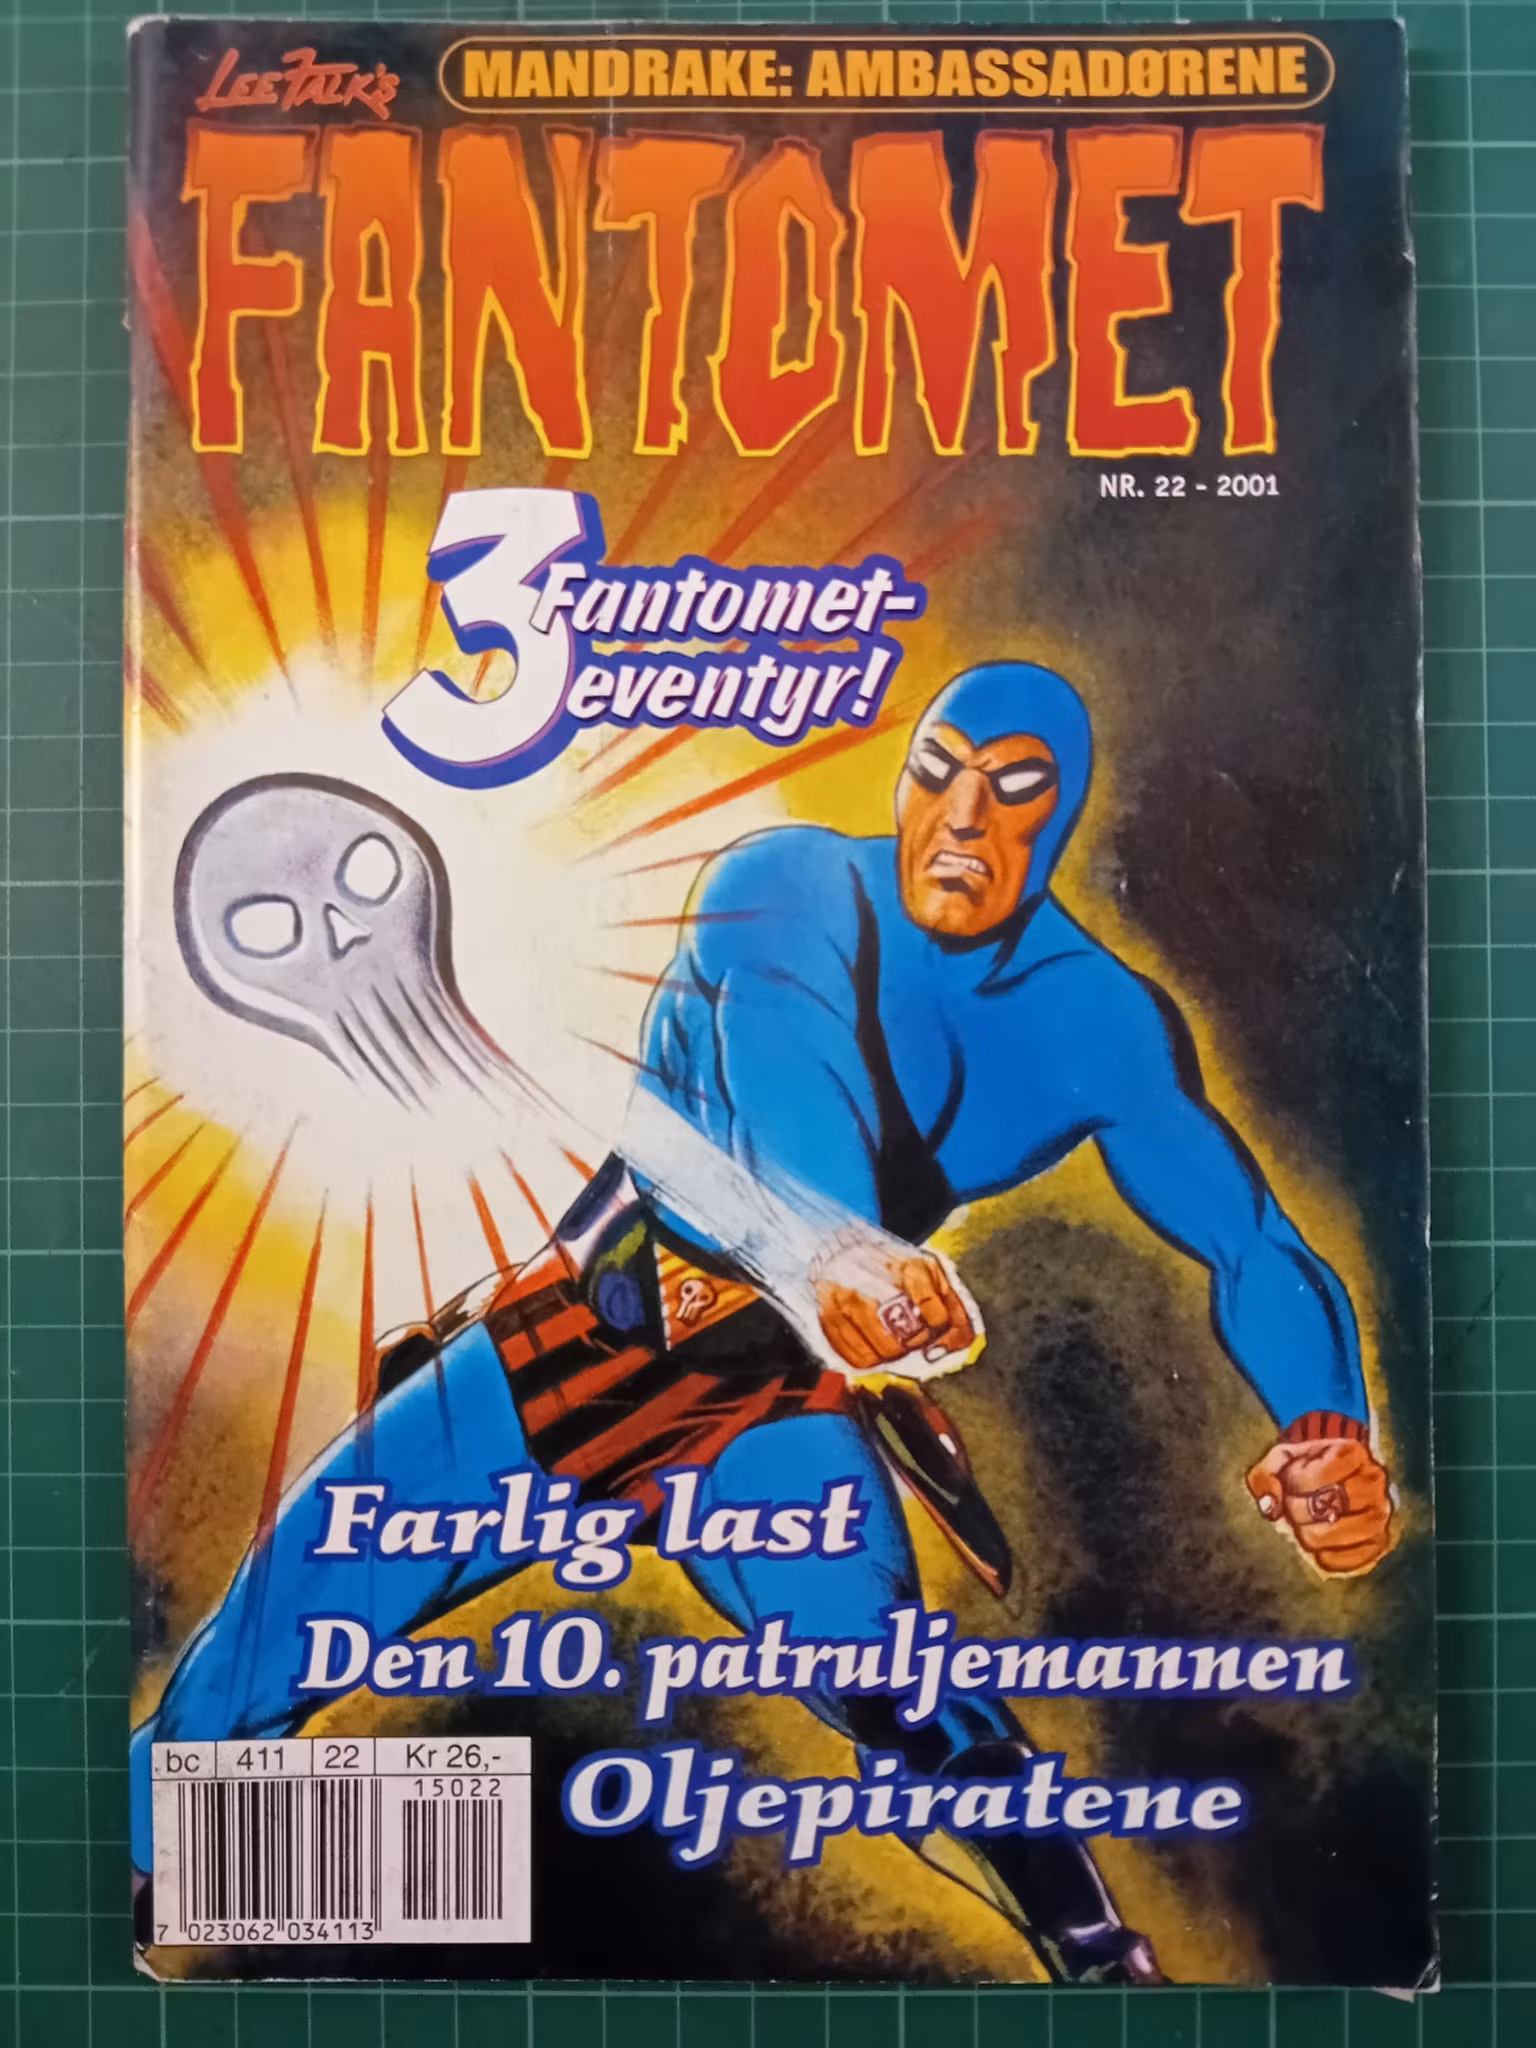 LEE FALK'S
MANDRAKE: AMBASSADØRENE
FANTOMET
NR. 22 - 2001
3 Fantomet-
eventyr!
Farlig last
Den 10. patruljemannen
Oljepiratene
bc 411 22 Kr 26,-
15022
7 023062 034113